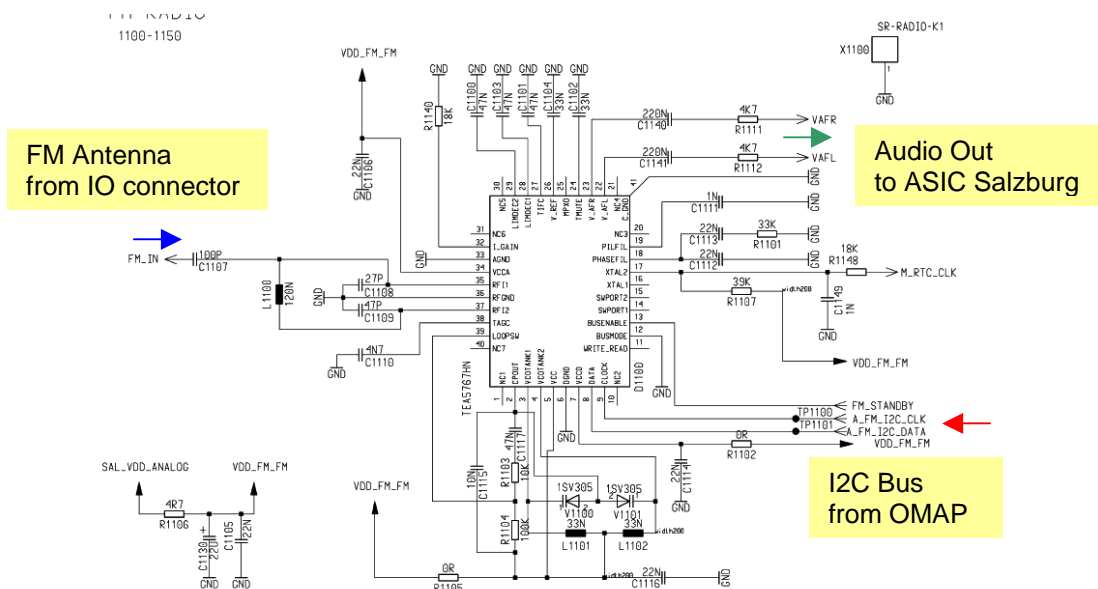 FM RADIO
1100-1150
SR-RADIO-K1
X1100
1
GND
VDD_FM_FM
GND GND GND GND GND
R1140
18K
C1100
47N
C1103
47N
C1101
47N
C1104
33N
C1102
33N
220N
C1140
4K7
R1111
VAFR
220N
C1141
4K7
R1112
VAFL
22N
C1106
GND
FM Antenna
from IO connector
Audio Out
to ASIC Salzburg
30 29 28 27 26 25 24 23 22 21 41
NC5
LIMDEC2
LIMDEC1
TIFC
V_REF
MPXO
TMUTE
V_AFR
V_AFL
NC4
C_GND
GND
1N
C1111
GND
22N
C1113
33K
R1101
GND
22N
C1112
GND
18K
R1148
M_RTC_CLK
39K
R1107
width200
C1149
1N
GND
VDD_FM_FM
31 NC6
32 I_GAIN
33 AGND
34 VCCA
35 RFI1
36 RFGND
37 RFI2
38 TAGC
39 LOOPSW
40 NC7
NC3 20
PILFIL 19
PHASEFIL 18
XTAL2 17
XTAL1 16
SWPORT2 15
SWPORT1 14
BUSENABLE 13
BUSMODE 12
WRITE_READ 11
GND
FM_IN
100P
C1107
L1100
120N
27P
C1108
GND
47P
C1109
4N7
C1110
GND
TEA5767HN
D1100
NC1
CPOUT
VCOTANK1
VCOTANK2
VCC
DGND
VCCD
DATA
CLOCK
NC2
1 2 3 4 5 6 7 8 9 10
GND
GND
FM_STANDBY
TP1100
A_FM_I2C_CLK
TP1101
A_FM_I2C_DATA
0R
R1102
VDD_FM_FM
22N
C1114
GND
I2C Bus
from OMAP
47N
C1117
R1103
10K
10N
C1115
R1104
100K
1SV305
1 2
V1100
1SV305
2 1
V1101
33N
L1101
33N
L1102
width200
width200
22N
C1116
GND
VDD_FM_FM
0R
R1105
SAL_VDD_ANALOG
VDD_FM_FM
4R7
R1106
C1130
22U
+
C1105
22N
GND GND